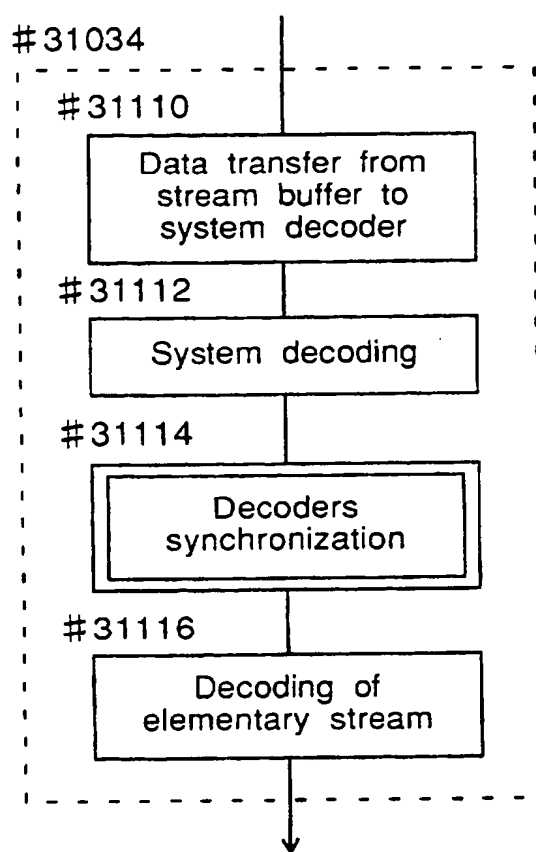 #31034
#31110
Data transfer from
stream buffer to
system decoder
#31112
System decoding
#31114
Decoders
synchronization
#31116
Decoding of
elementary stream